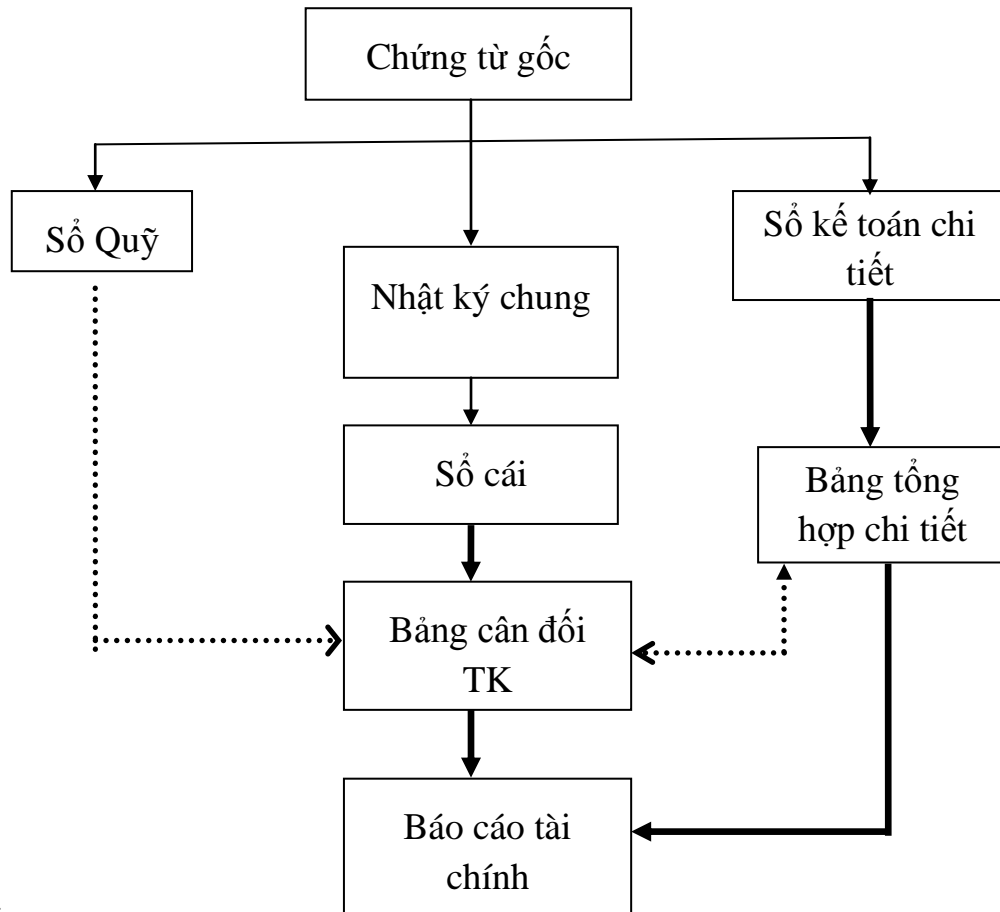 Chứng từ gốc
Sổ Quỹ
Nhật ký chung
Sổ kế toán chi
tiết
Sổ cái
Bảng tổng
hợp chi tiết
Bảng cân đối
TK
Báo cáo tài
chính